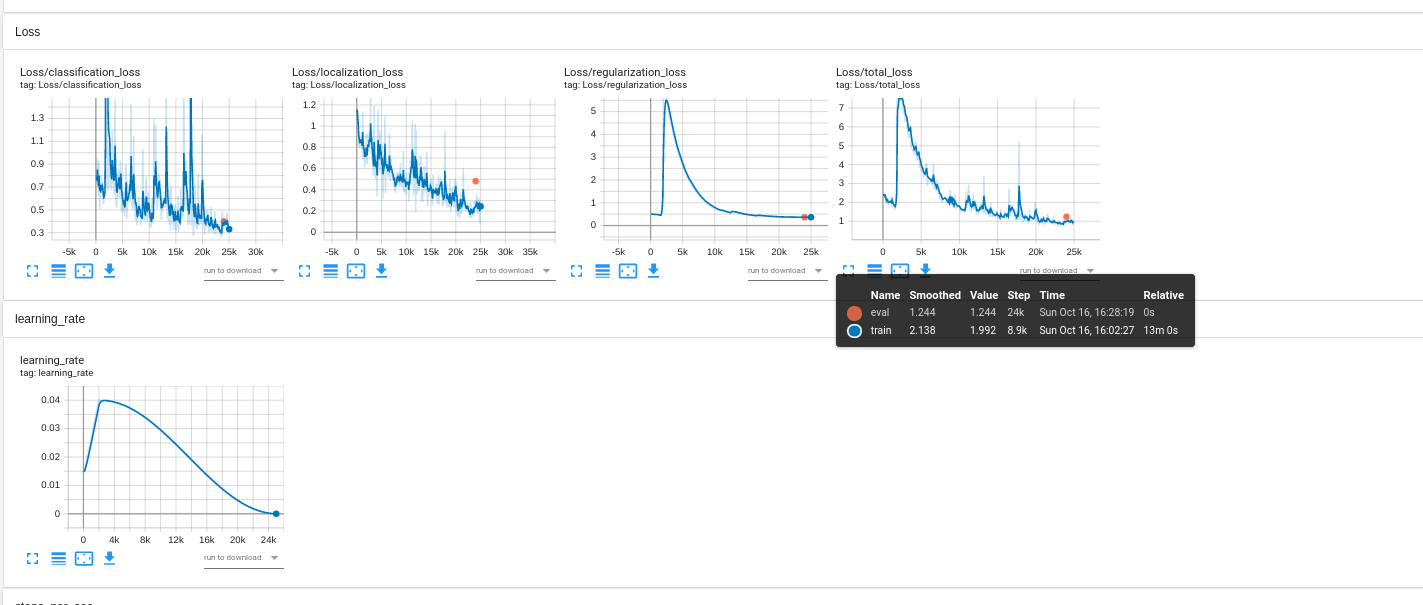 Loss
Loss/classification_loss
tag: Loss/classification_loss
1.3
1.1
0.9
0.7
0.5
0.3
-5k 0 5k 10k 15k 20k 25k 30k
run to download
Loss/localization_loss
tag: Loss/localization_loss
1.2
1
0.8
0.6
0.4
0.2
0
-5k 0 5k 10k 15k 20k 25k 30k 35k
run to download
Loss/regularization_loss
tag: Loss/regularization_loss
5
4
3
2
1
0
-5k 0 5k 10k 15k 20k 25k
run to download
Loss/total_loss
tag: Loss/total_loss
7
6
5
4
3
2
1
0 5k 10k 15k 20k 25k
run to download
Name Smoothed Value Step Time Relative
eval 1.244 1.244 24k Sun Oct 16, 16:28:19 0s
train 2.138 1.992 8.9k Sun Oct 16, 16:02:27 13m 0s
learning_rate
learning_rate
tag: learning_rate
0.04
0.03
0.02
0.01
0
0 4k 8k 12k 16k 20k 24k
run to download